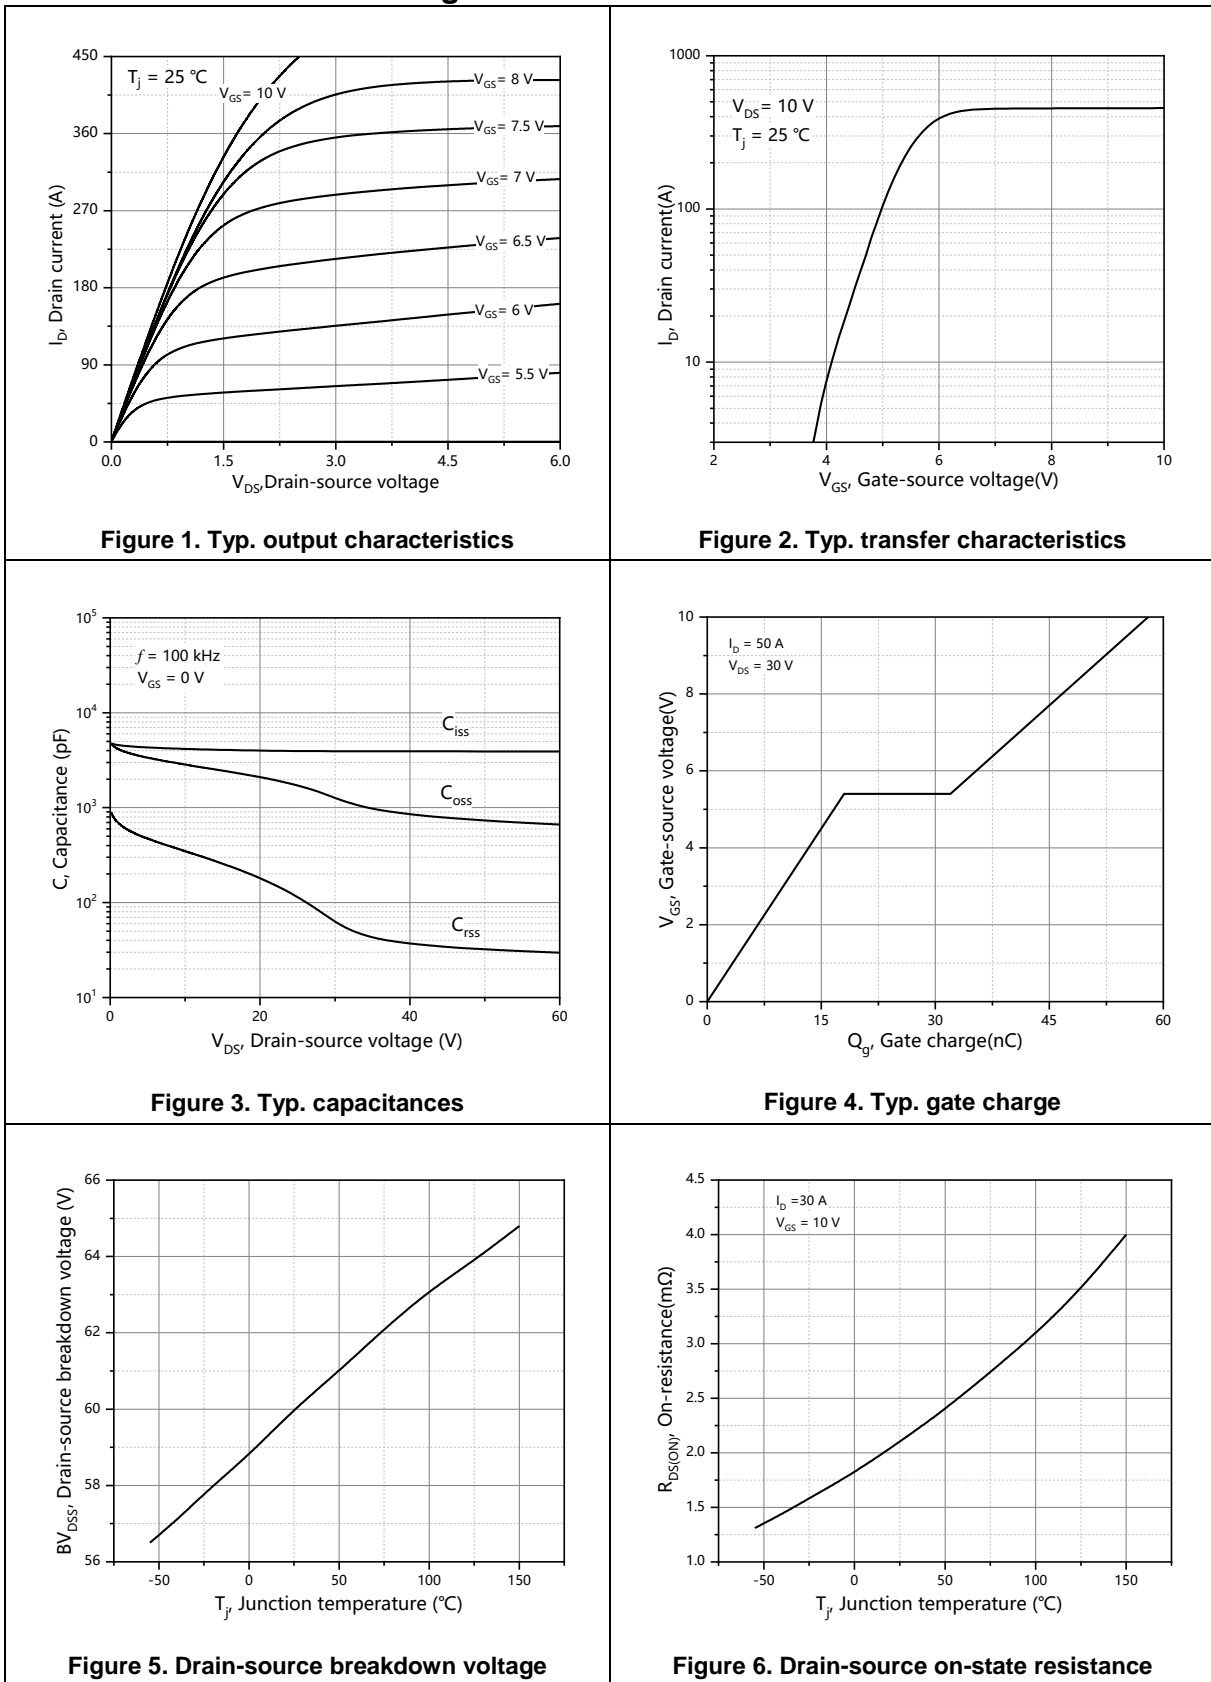 T_j = 25 ℃
V_GS= 10 V
V_GS= 8 V
V_GS= 7.5 V
V_GS= 7 V
V_GS= 6.5 V
V_GS= 6 V
V_GS= 5.5 V
450
360
270
180
90
0
0.0 1.5 3.0 4.5 6.0
I_D, Drain current (A)
V_DS,Drain-source voltage
Figure 1. Typ. output characteristics
V_DS= 10 V
T_j = 25 ℃
1000
100
10
2 4 6 8 10
I_D, Drain current(A)
V_GS, Gate-source voltage(V)
Figure 2. Typ. transfer characteristics
f = 100 kHz
V_GS = 0 V
C_iss
C_oss
C_rss
10^5
10^4
10^3
10^2
10^1
0 20 40 60
C, Capacitance (pF)
V_DS, Drain-source voltage (V)
Figure 3. Typ. capacitances
I_D = 50 A
V_DS = 30 V
10
8
6
4
2
0
0 15 30 45 60
V_GS, Gate-source voltage(V)
Q_g, Gate charge(nC)
Figure 4. Typ. gate charge
66
64
62
60
58
56
-50 0 50 100 150
BV_DSS, Drain-source breakdown voltage (V)
T_j, Junction temperature (℃)
Figure 5. Drain-source breakdown voltage
I_D =30 A
V_GS = 10 V
4.5
4.0
3.5
3.0
2.5
2.0
1.5
1.0
-50 0 50 100 150
R_DS(ON), On-resistance(mΩ)
T_j, Junction temperature (℃)
Figure 6. Drain-source on-state resistance